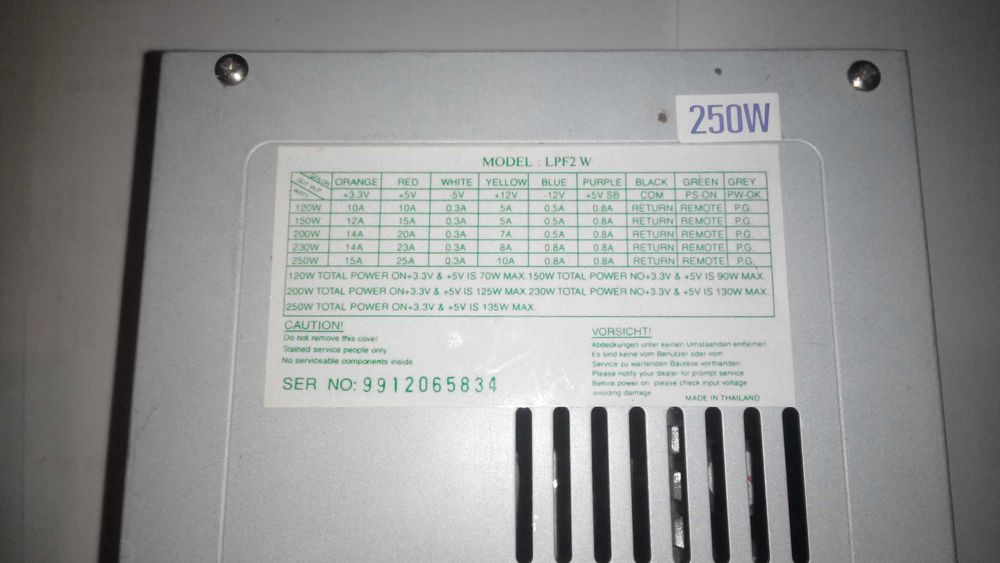 250W
MODEL : LPF2 W
COLOR OUT PUT WATT ORANGE RED WHITE YELLOW BLUE PURPLE BLACK GREEN GREY
+3.3V +5V -5V +12V -12V +5V SB COM PS-ON PW-OK
120W 10A 10A 0.3A 5A 0.5A 0.8A RETURN REMOTE P.G.
150W 12A 15A 0.3A 5A 0.5A 0.8A RETURN REMOTE P.G.
200W 14A 20A 0.3A 7A 0.5A 0.8A RETURN REMOTE P.G.
230W 14A 23A 0.3A 8A 0.8A 0.8A RETURN REMOTE P.G.
250W 15A 25A 0.3A -10A 0.8A 0.8A RETURN REMOTE P.G.
120W TOTAL POWER ON+3.3V & +5V IS 70W MAX. 150W TOTAL POWER NO+3.3V & +5V IS 90W MAX.
200W TOTAL POWER ON+3.3V & +5V IS 125W MAX. 230W TOTAL POWER NO+3.3V & +5V IS 130W MAX.
250W TOTAL POWER ON+3.3V & +5V IS 135W MAX.
CAUTION!
Do not remove this cover
Trained service people only
No serviceable components inside
SER NO: 9912065834
VORSICHT!
Abdeckungen unter keinen Umstaenden entfernen
Es sind keine vom Benutzer oder vom
Service zu wartenden Bauteile vorhanden
Please notify your dealer for prompt service
Before power on please check input voltage
avoiding damage
MADE IN THAILAND